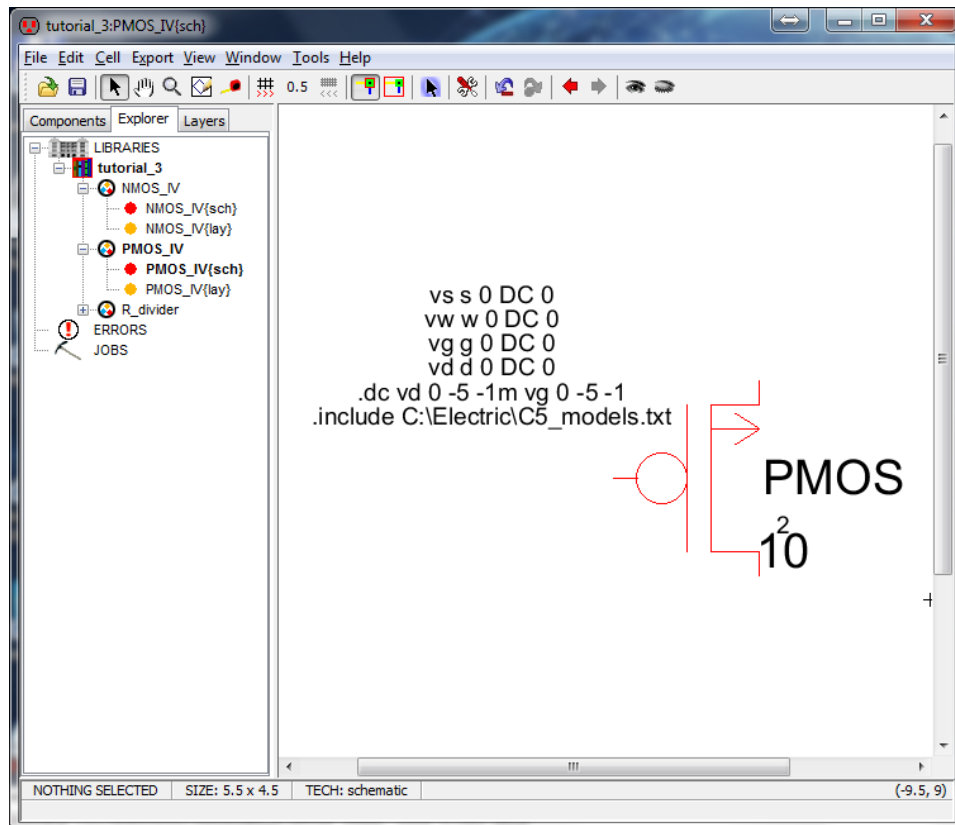 tutorial_3:PMOS_IV{sch}
File Edit Cell Export View Window Tools Help
0.5
Components Explorer Layers
LIBRARIES
tutorial_3
NMOS_IV
NMOS_IV{sch}
NMOS_IV{lay}
PMOS_IV
PMOS_IV{sch}
PMOS_IV{lay}
R_divider
ERRORS
JOBS
vs s 0 DC 0
vw w 0 DC 0
vg g 0 DC 0
vd d 0 DC 0
.dc vd 0 -5 -1m vg 0 -5 -1
.include C:\Electric\C5_models.txt
PMOS
2
10
NOTHING SELECTED SIZE: 5.5 x 4.5 TECH: schematic (-9.5, 9)